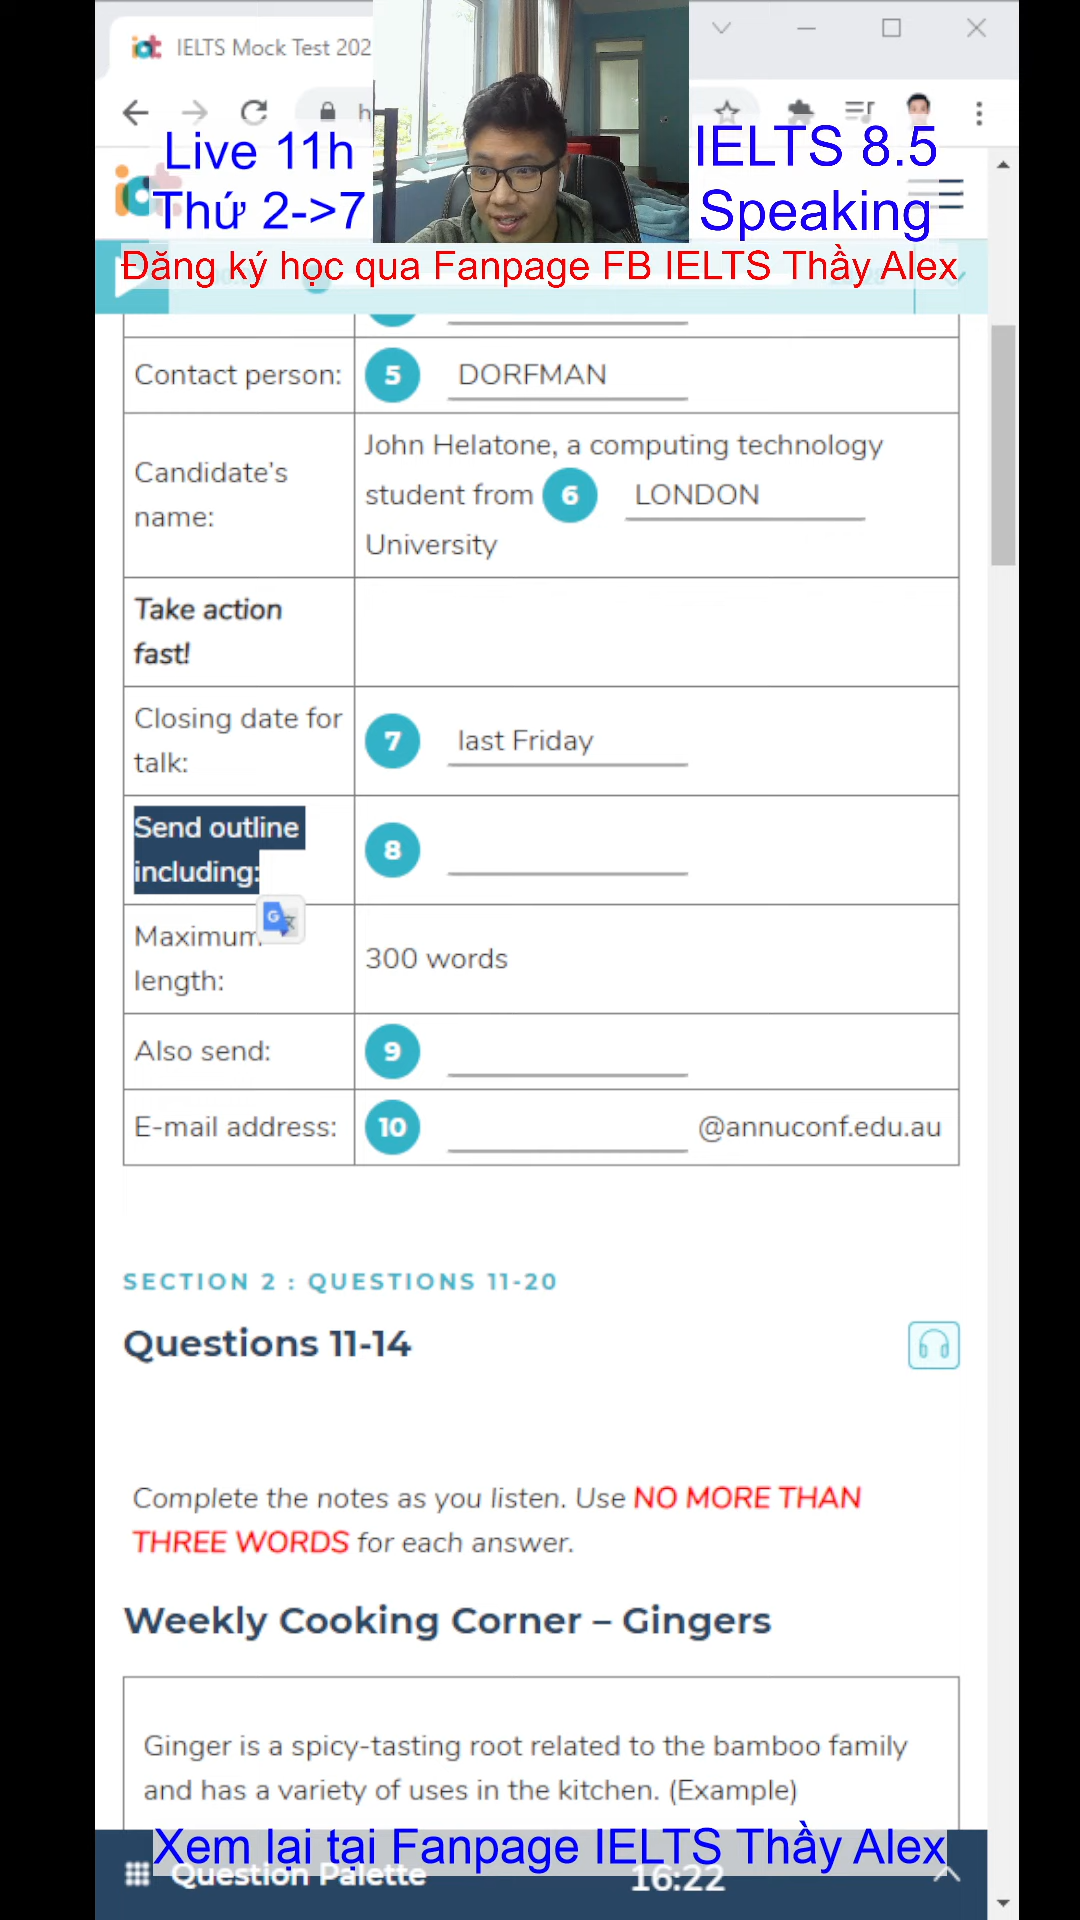 IELTS Mock Test 202
Live 11h
Thứ 2->7
IELTS 8.5
Speaking
Đăng ký học qua Fanpage FB IELTS Thầy Alex
Contact person:
5 DORFMAN
Candidate's
name:
John Helatone, a computing technology
student from 6 LONDON
University
Take action
fast!
Closing date for
talk:
7 last Friday
Send outline
including:
8
Maximum
length:
300 words
Also send:
9
E-mail address:
10 @annuconf.edu.au
SECTION 2 : QUESTIONS 11-20
Questions 11-14
Complete the notes as you listen. Use NO MORE THAN
THREE WORDS for each answer.
Weekly Cooking Corner – Gingers
Ginger is a spicy-tasting root related to the bamboo family
and has a variety of uses in the kitchen. (Example)
Xem lại tại Fanpage IELTS Thầy Alex
Question Palette
16:22